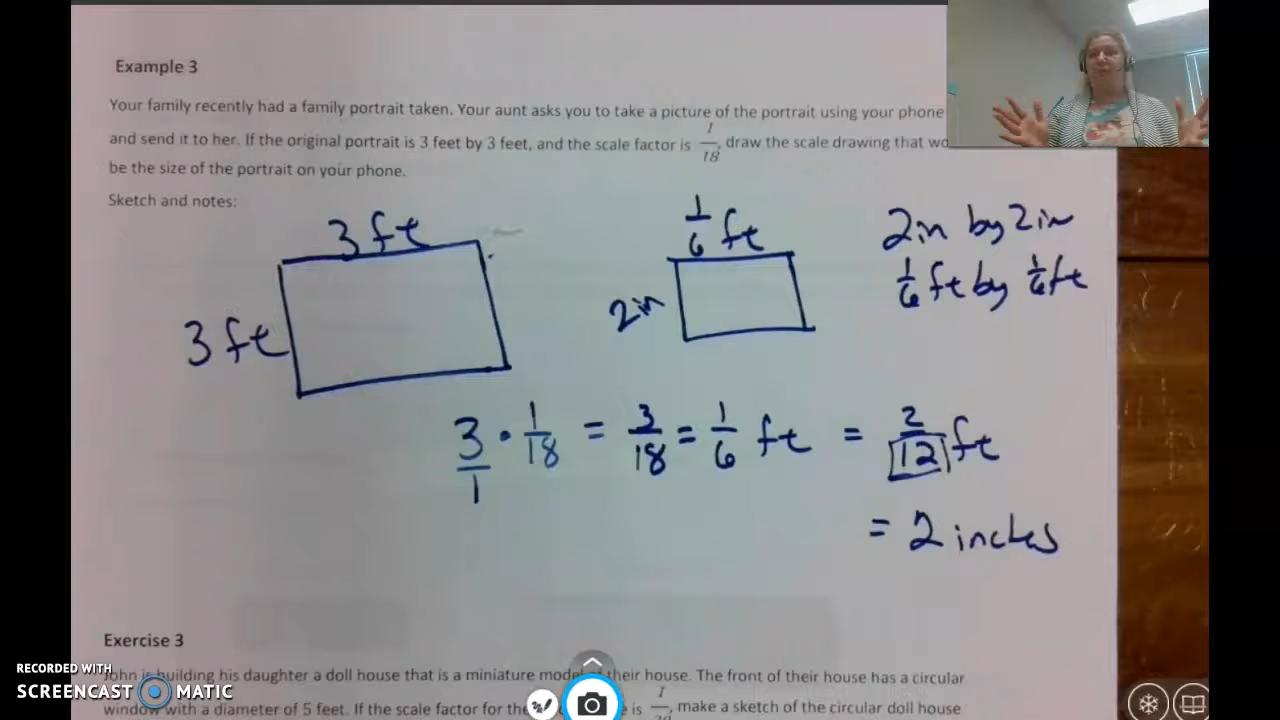 Example 3
Your family recently had a family portrait taken. Your aunt asks you to take a picture of the portrait using your phone
and send it to her. If the original portrait is 3 feet by 3 feet, and the scale factor is 1/18, draw the scale drawing that
be the size of the portrait on your phone.
Sketch and notes:
3 ft
1/6 ft
2in by 2in
1/6 ft by 1/6 ft
3 ft
2in
3/1 · 1/18 = 3/18 = 1/6 ft = 2/12 ft
= 2 inches
Exercise 3
John is building his daughter a doll house that is a miniature model of their house. The front of their house has a circular
window with a diameter of 5 feet. If the scale factor for the is make a sketch of the circular doll house
RECORDED WITH
SCREENCAST MATIC